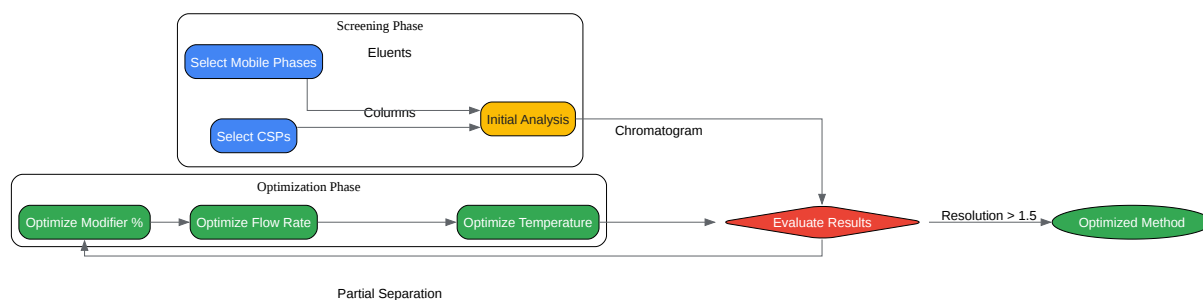 Screening Phase
Select Mobile Phases
Eluents
Columns
Select CSPs
Initial Analysis
Chromatogram
Optimization Phase
Optimize Modifier %
Optimize Flow Rate
Optimize Temperature
Evaluate Results
Resolution > 1.5
Optimized Method
Partial Separation